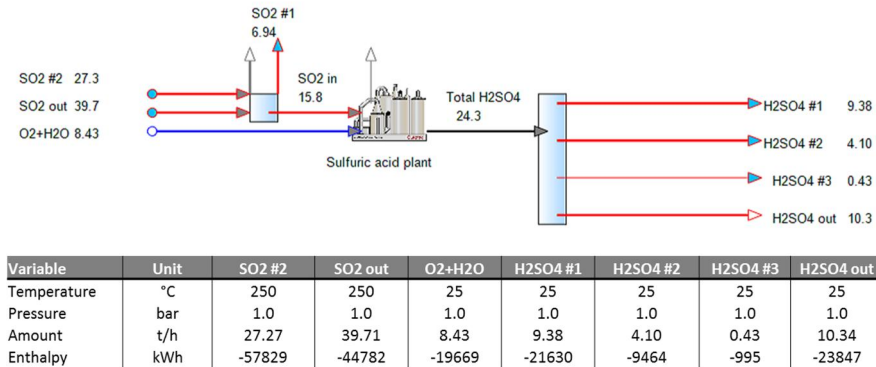 SO2 #1
6.94
SO2 #2 27.3
SO2 in
15.8
SO2 out 39.7
Total H2SO4
24.3
O2+H2O 8.43
Sulfuric acid plant
H2SO4 #1 9.38
H2SO4 #2 4.10
H2SO4 #3 0.43
H2SO4 out 10.3
Variable Unit SO2 #2 SO2 out O2+H2O H2SO4 #1 H2SO4 #2 H2SO4 #3 H2SO4 out
Temperature °C 250 250 25 25 25 25 25
Pressure bar 1.0 1.0 1.0 1.0 1.0 1.0 1.0
Amount t/h 27.27 39.71 8.43 9.38 4.10 0.43 10.34
Enthalpy kWh -57829 -44782 -19669 -21630 -9464 -995 -23847